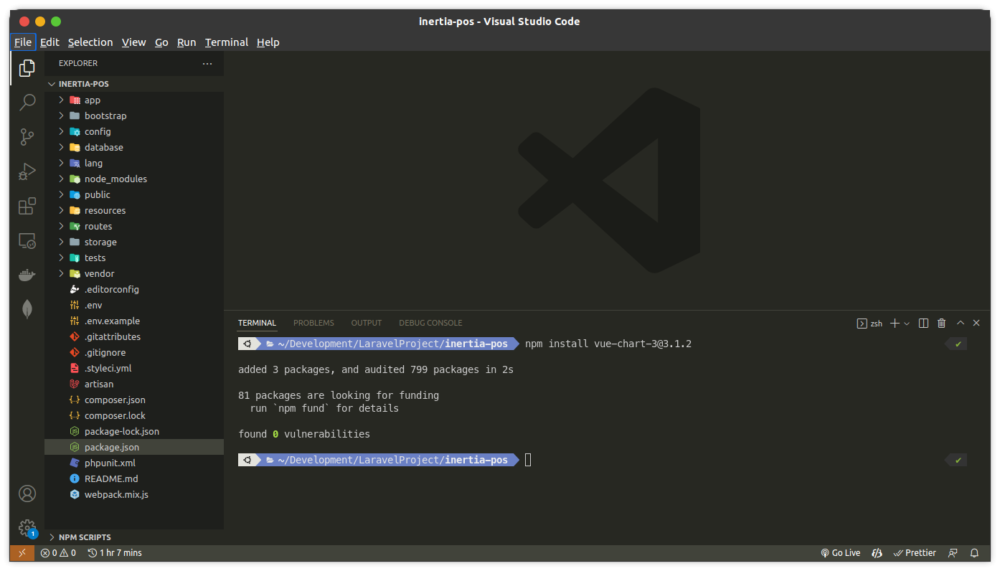 inertia-pos - Visual Studio Code
File Edit Selection View Go Run Terminal Help
EXPLORER
INERTIA-POS
app
bootstrap
config
database
lang
node_modules
public
resources
routes
storage
tests
vendor
.editorconfig
.env
.env.example
.gitattributes
.gitignore
.styleci.yml
artisan
composer.json
composer.lock
package-lock.json
package.json
phpunit.xml
README.md
webpack.mix.js
NPM SCRIPTS
TERMINAL PROBLEMS OUTPUT DEBUG CONSOLE zsh
~/Development/LaravelProject/inertia-pos npm install vue-chart-3@3.1.2 ✔
added 3 packages, and audited 799 packages in 2s
81 packages are looking for funding
run `npm fund` for details
found 0 vulnerabilities
~/Development/LaravelProject/inertia-pos ✔
1
0 0 1 hr 7 mins Go Live Prettier